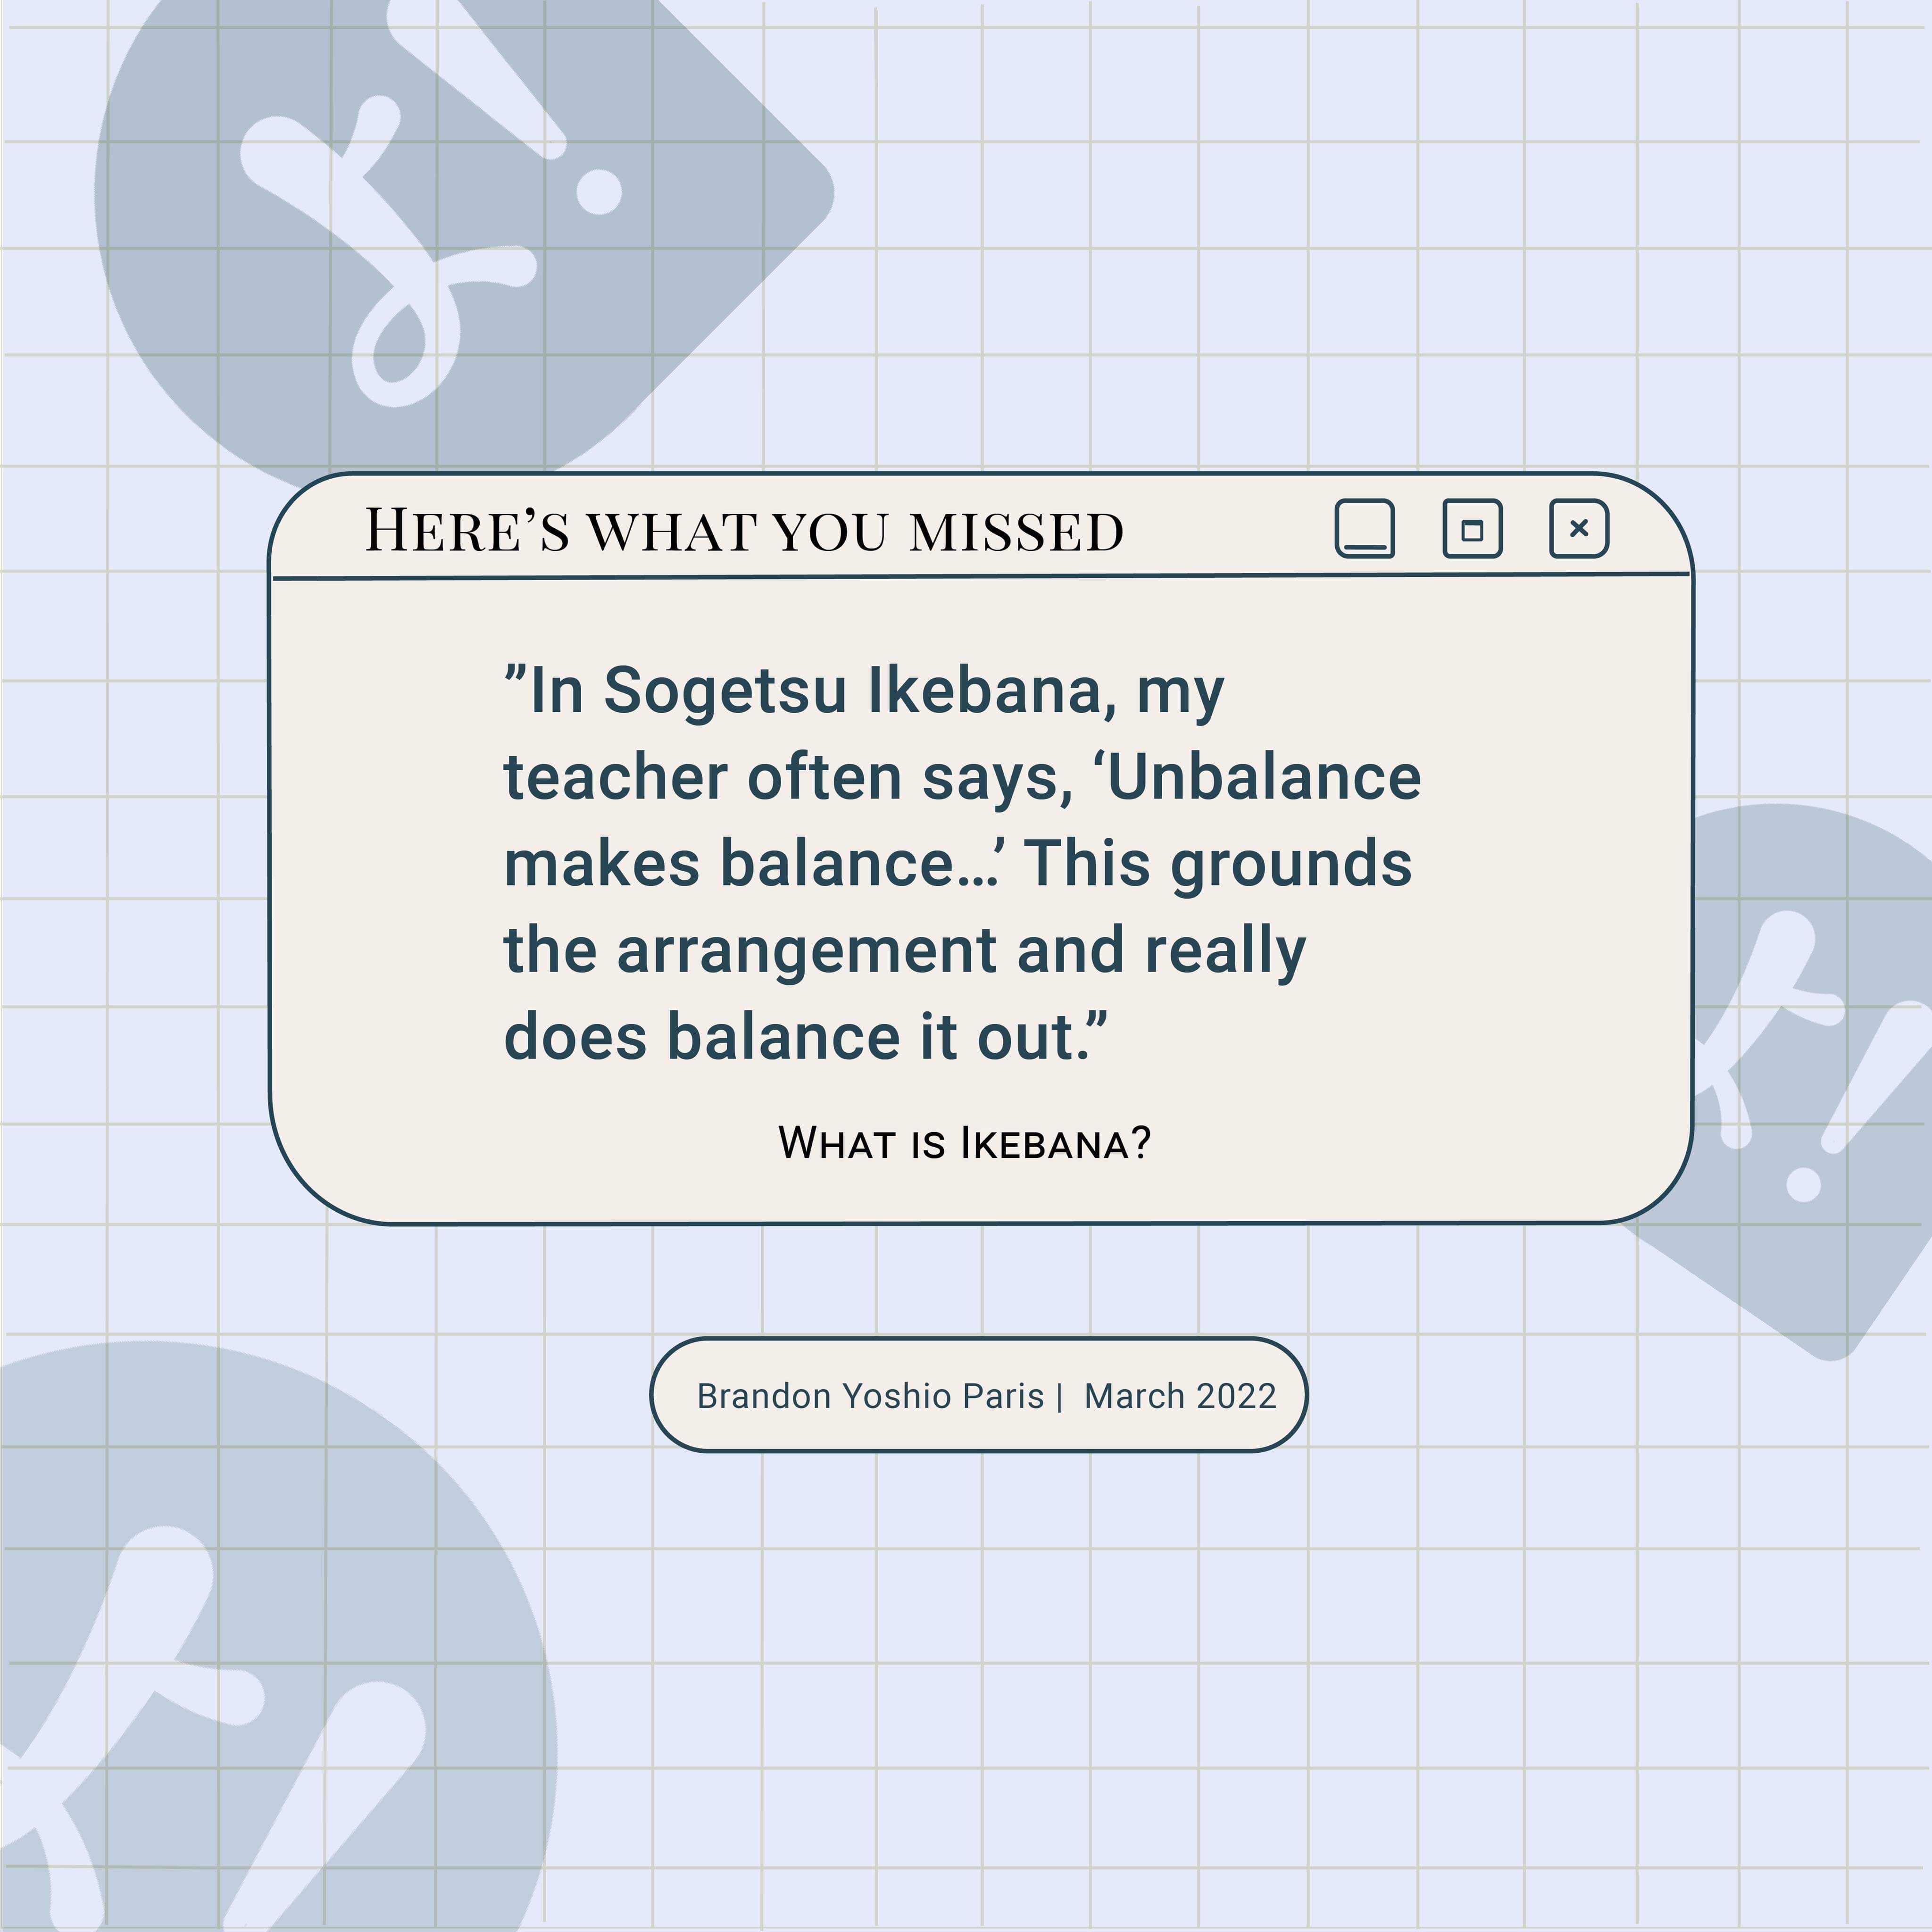 HERE’S WHAT YOU MISSED
”In Sogetsu Ikebana, my
teacher often says, ‘Unbalance
makes balance…’ This grounds
the arrangement and really
does balance it out.”
WHAT IS IKEBANA?
Brandon Yoshio Paris | March 2022